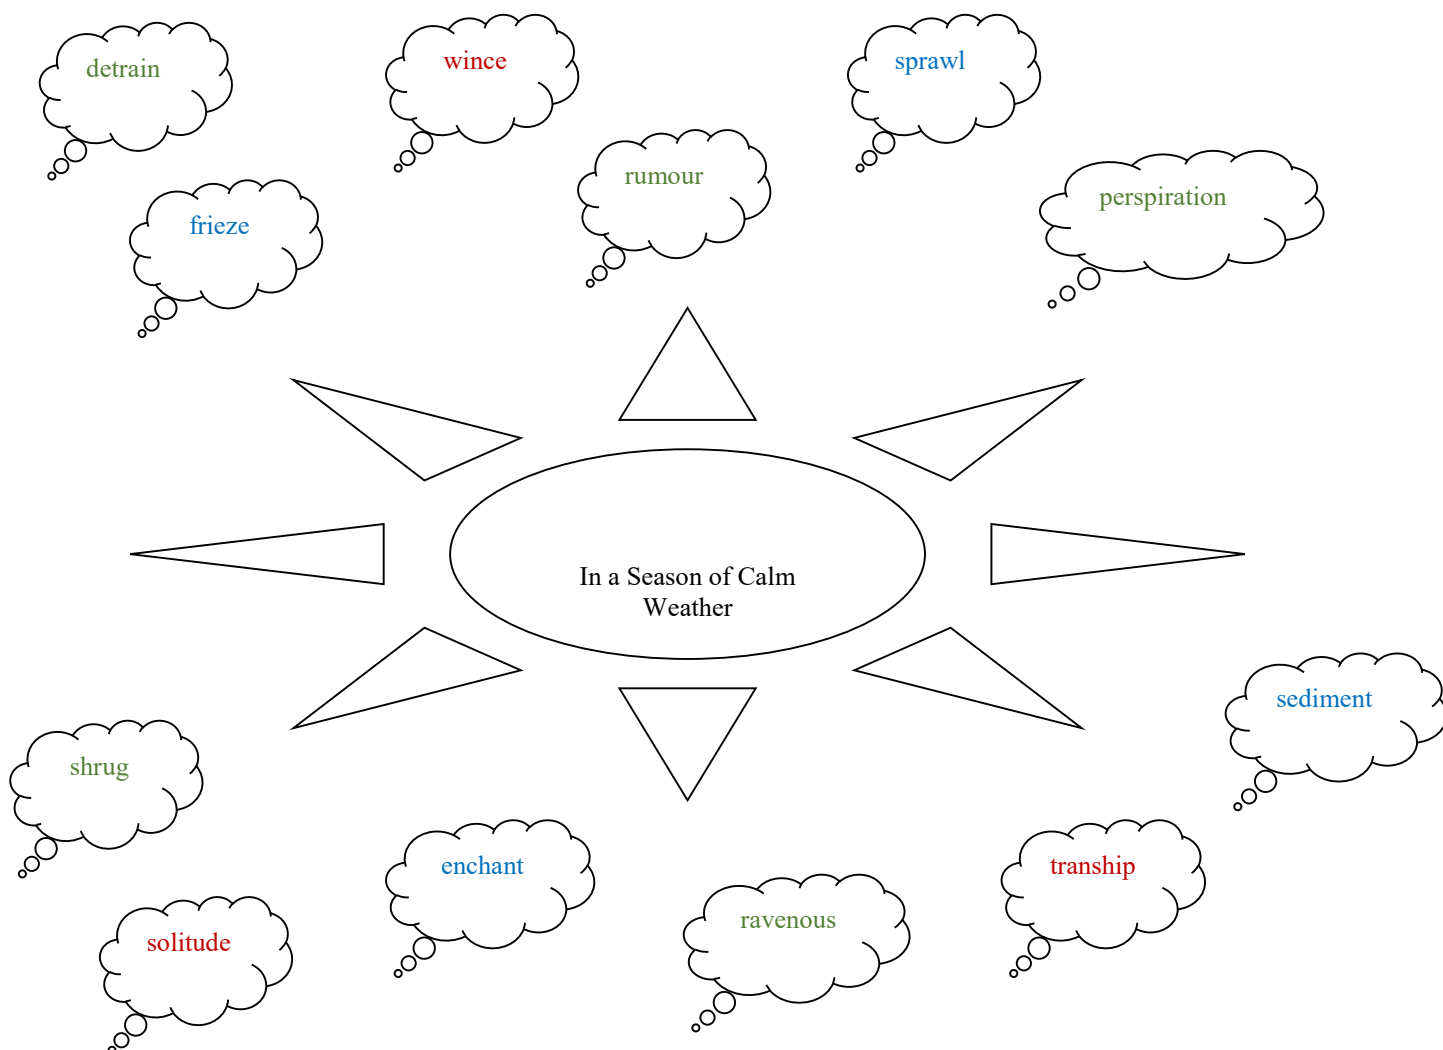 detrain
wince
sprawl
rumour
perspiration
frieze
In a Season of Calm
Weather
sediment
shrug
enchant
tranship
ravenous
solitude